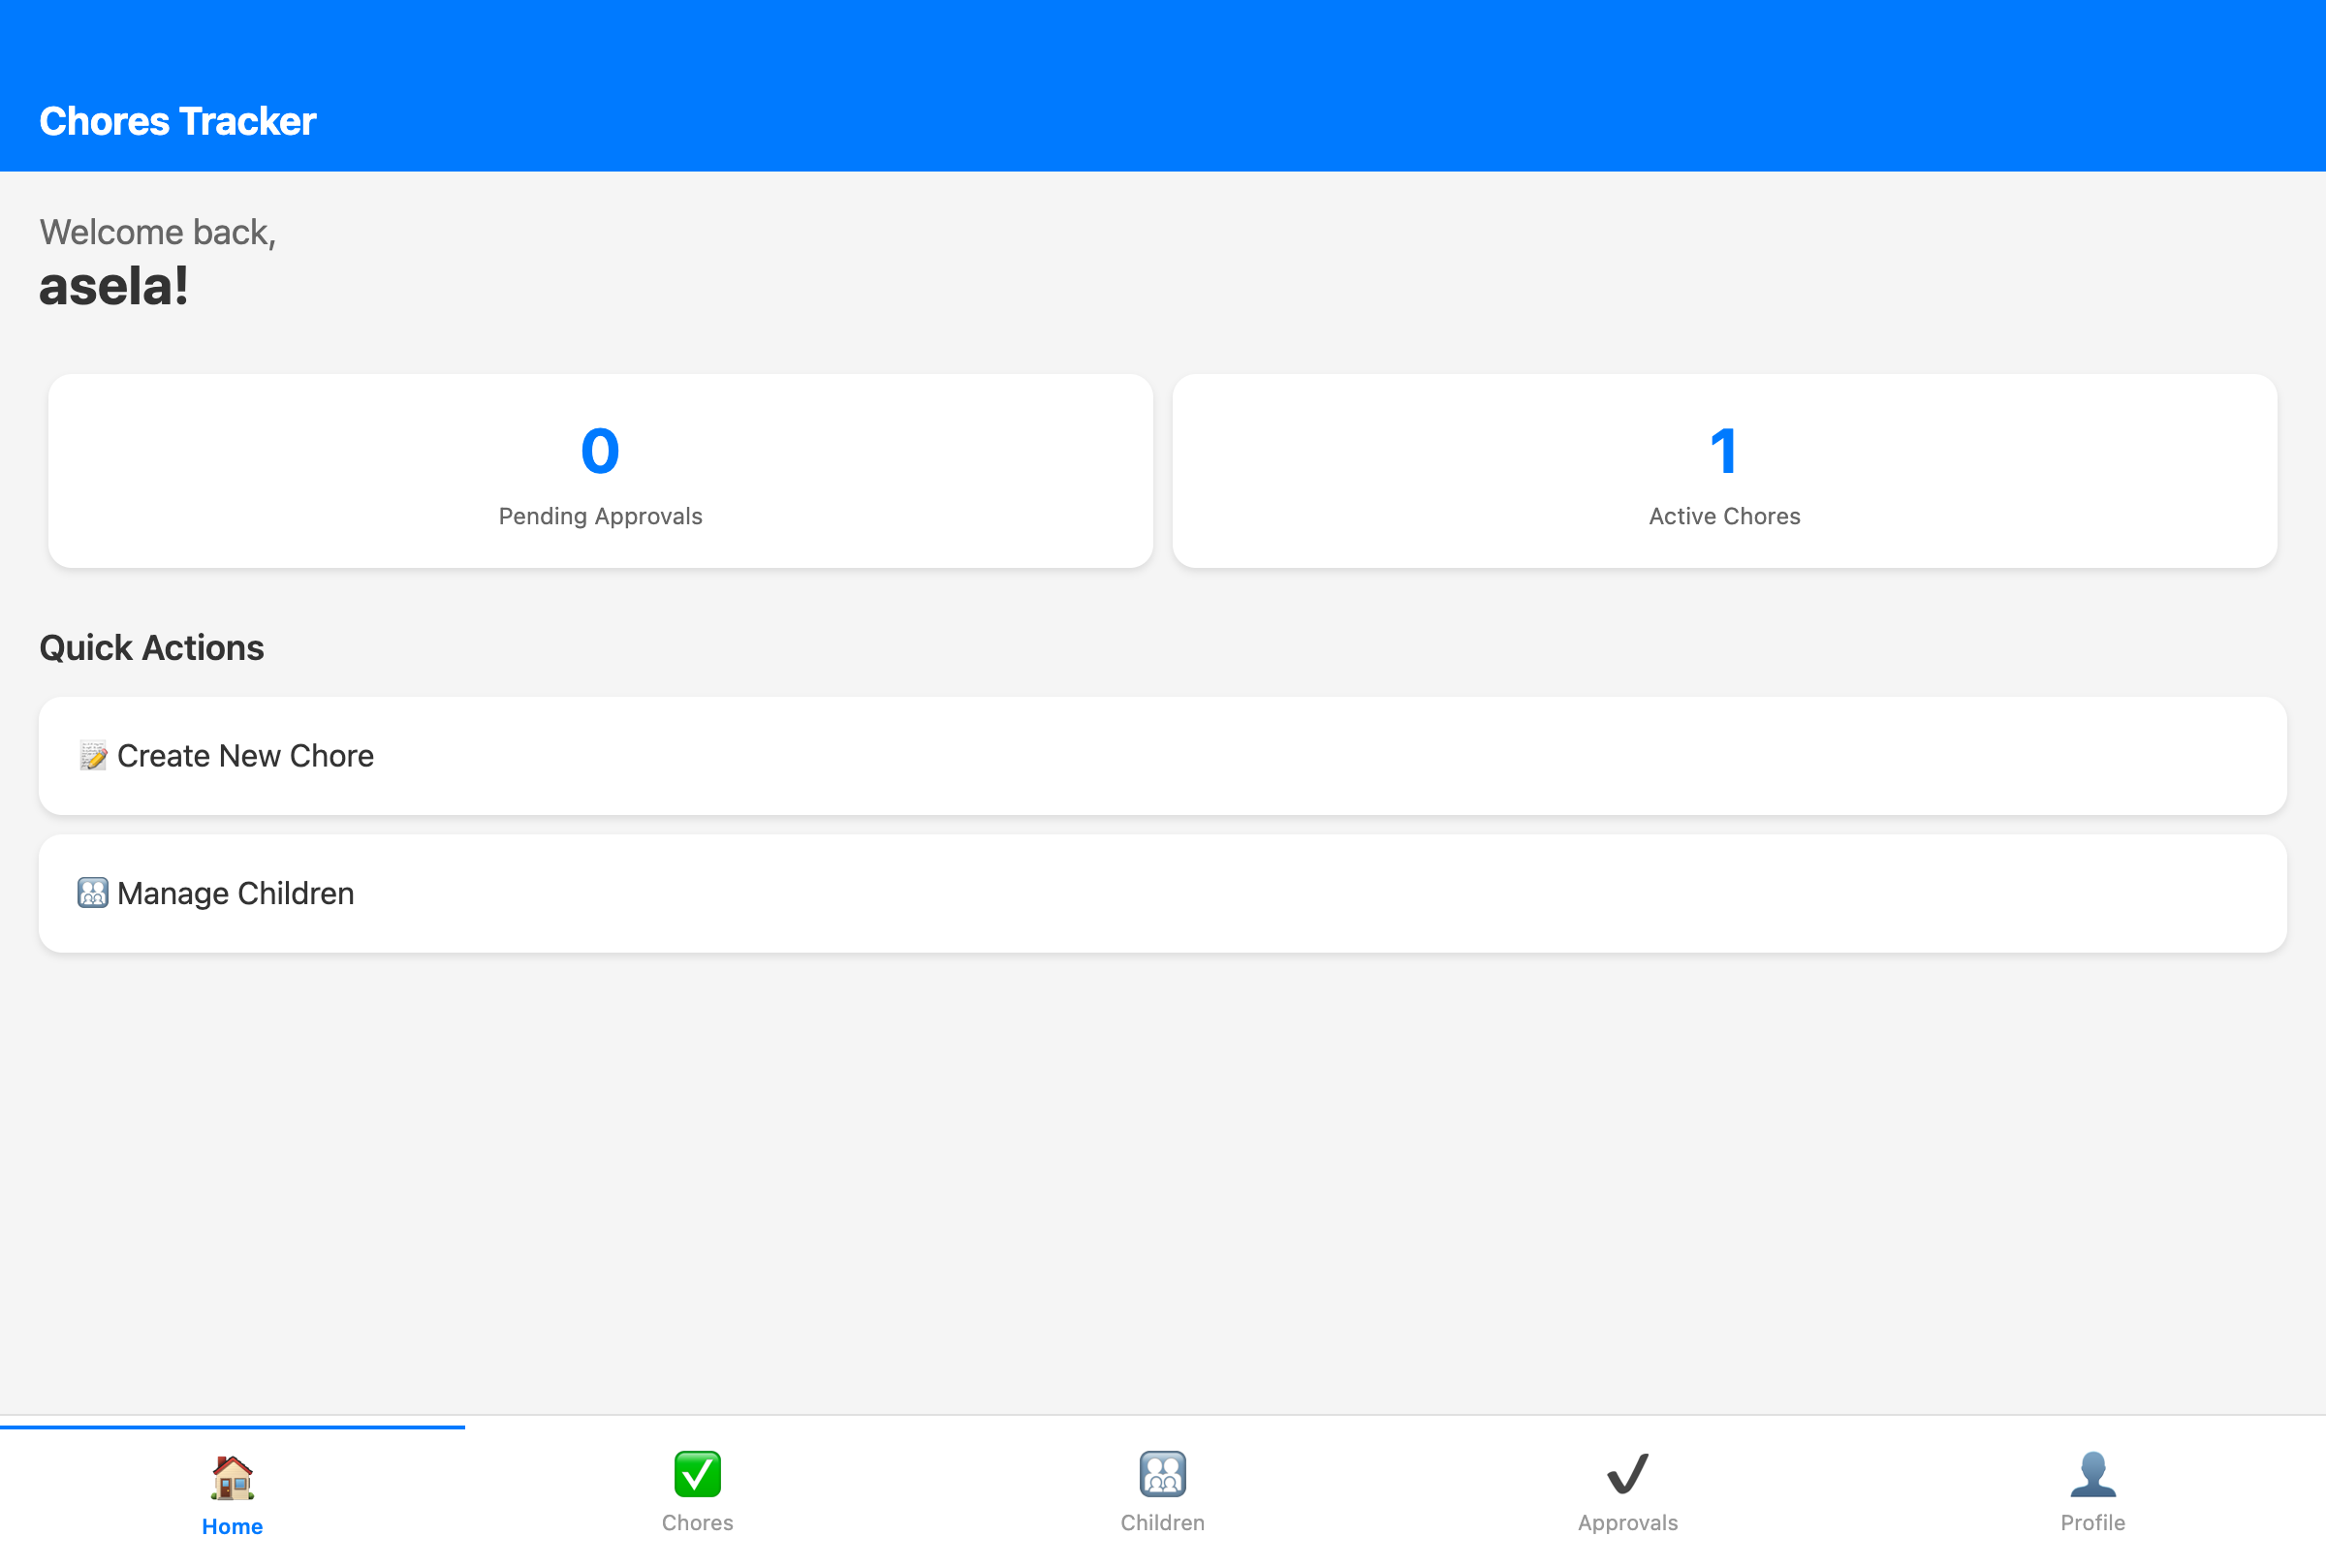 Chores Tracker
Welcome back,
asela!
0
Pending Approvals
1
Active Chores
Quick Actions
Create New Chore
Manage Children
Home
Chores
Children
Approvals
Profile